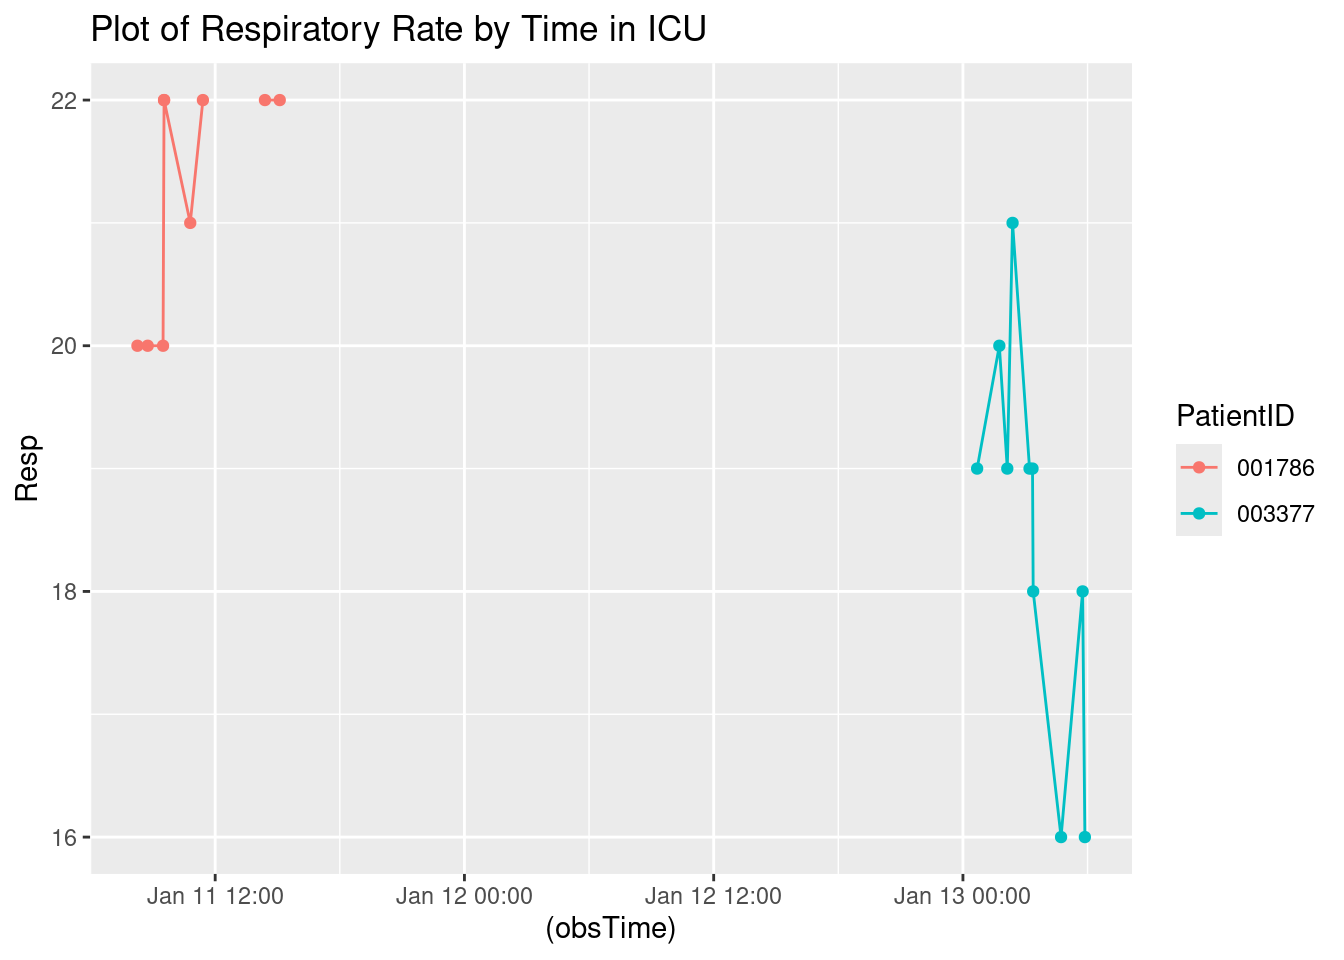 Plot of Respiratory Rate by Time in ICU
22
20
18
16
Resp
Jan 11 12:00
Jan 12 00:00
Jan 12 12:00
Jan 13 00:00
(obsTime)
PatientID
001786
003377